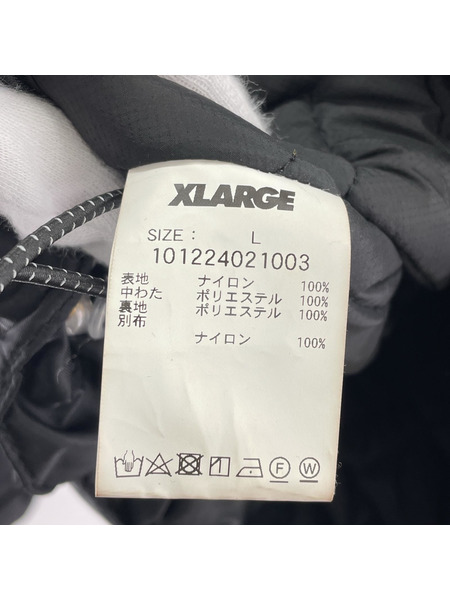 XLARGE
SIZE : L
101224021003
表地 ナイロン 100%
中わた ポリエステル 100%
裏地 ポリエステル 100%
別布
ナイロン 100%
F W